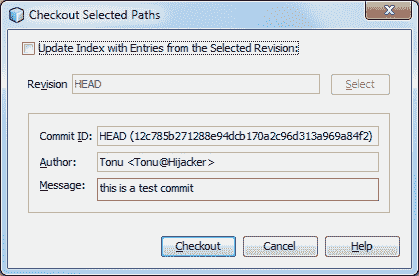 Checkout Selected Paths
Update Index with Entries from the Selected Revision:
Revision HEAD Select
Commit ID: HEAD (12c785b271288e94dcb170a2c96d313a969a84f2)
Author: Tonu <Tonu@Hijacker>
Message: this is a test commit
Checkout Cancel Help